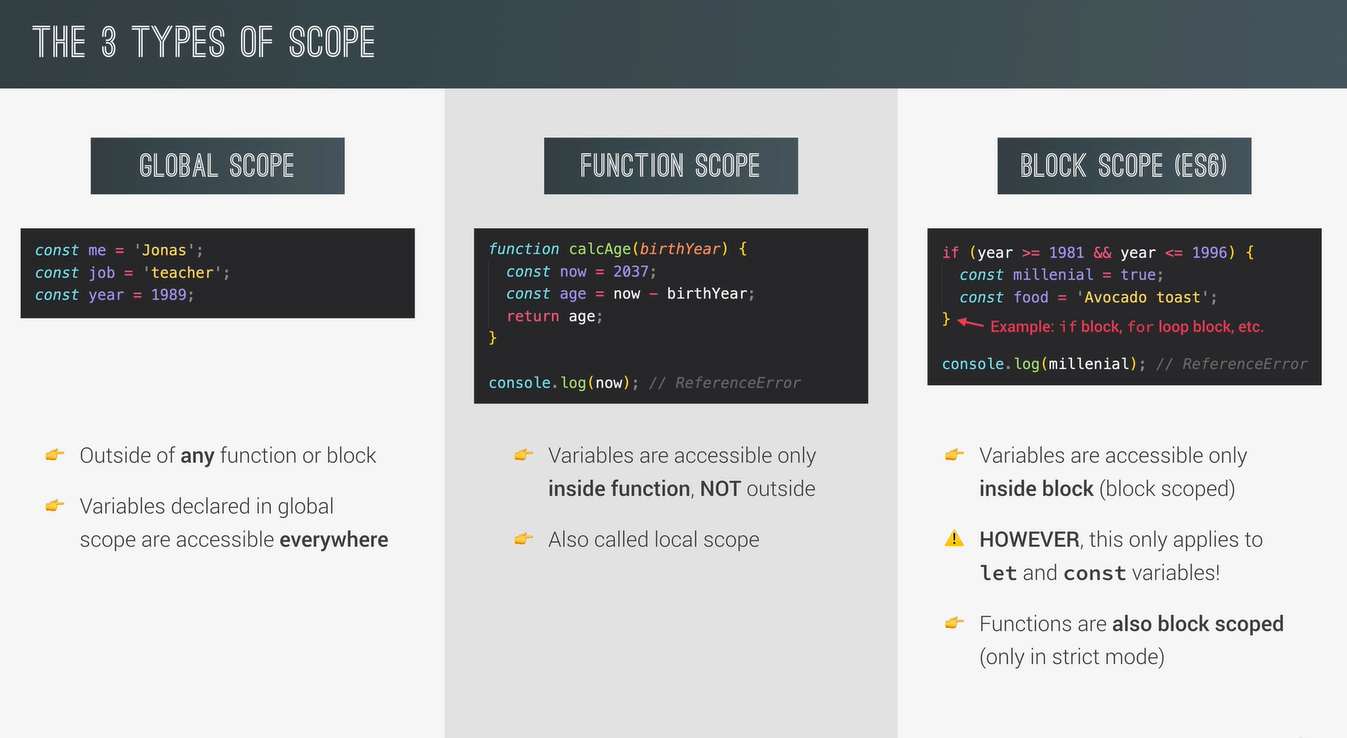 THE 3 TYPES OF SCOPE
GLOBAL SCOPE
const me = 'Jonas';
const job = 'teacher';
const year = 1989;
Outside of any function or block
Variables declared in global
scope are accessible everywhere
FUNCTION SCOPE
function calcAge(birthYear) {
  const now = 2037;
  const age = now - birthYear;
  return age;
}
console.log(now); // ReferenceError
Variables are accessible only
inside function, NOT outside
Also called local scope
BLOCK SCOPE (ES6)
if (year >= 1981 && year <= 1996) {
  const millenial = true;
  const food = 'Avocado toast';
} Example: if block, for loop block, etc.
console.log(millenial); // ReferenceError
Variables are accessible only
inside block (block scoped)
HOWEVER, this only applies to
let and const variables!
Functions are also block scoped
(only in strict mode)